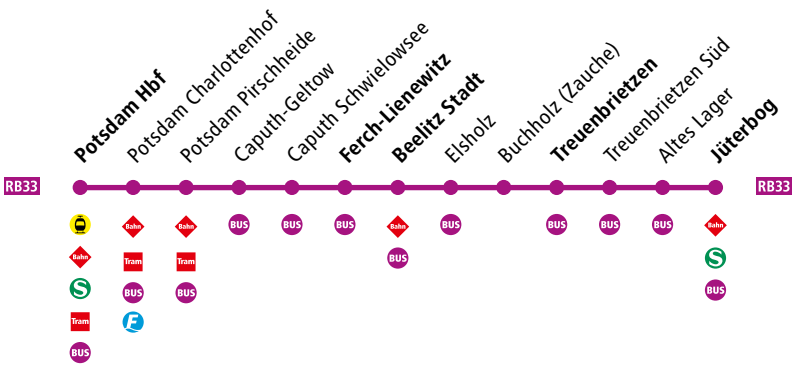 Potsdam Hbf
Potsdam Charlottenhof
Potsdam Pirschheide
Caputh-Geltow
Caputh Schwielowsee
Ferch-Lienewitz
Beelitz Stadt
Elsholz
Buchholz (Zauche)
Treuenbrietzen
Treuenbrietzen Süd
Altes Lager
Jüterbog
RB33 RB33
Bahn Bahn BUS BUS BUS Bahn BUS BUS BUS BUS Bahn
Bahn Tram Tram BUS S
S BUS BUS BUS
Tram F
BUS